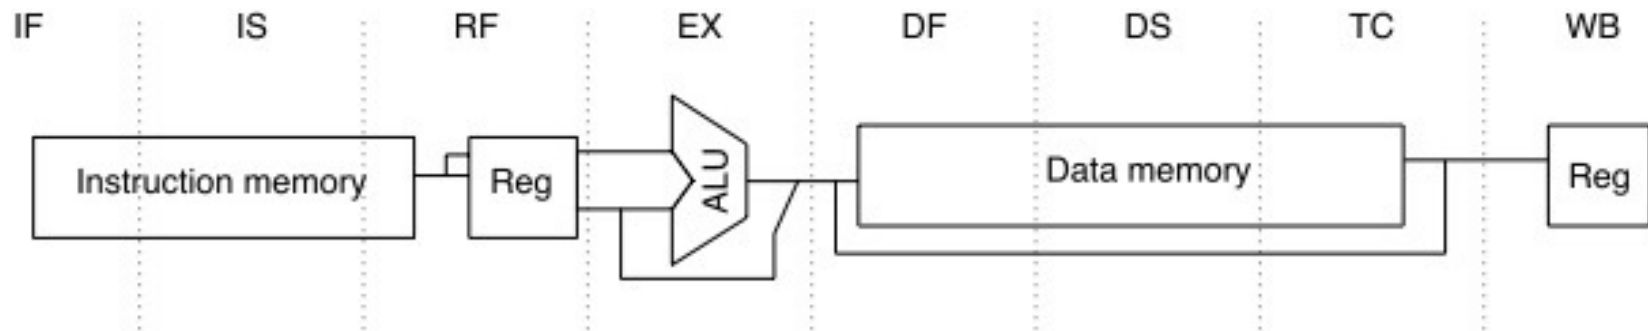 IF IS RF EX DF DS TC WB
Instruction memory Reg ALU Data memory Reg